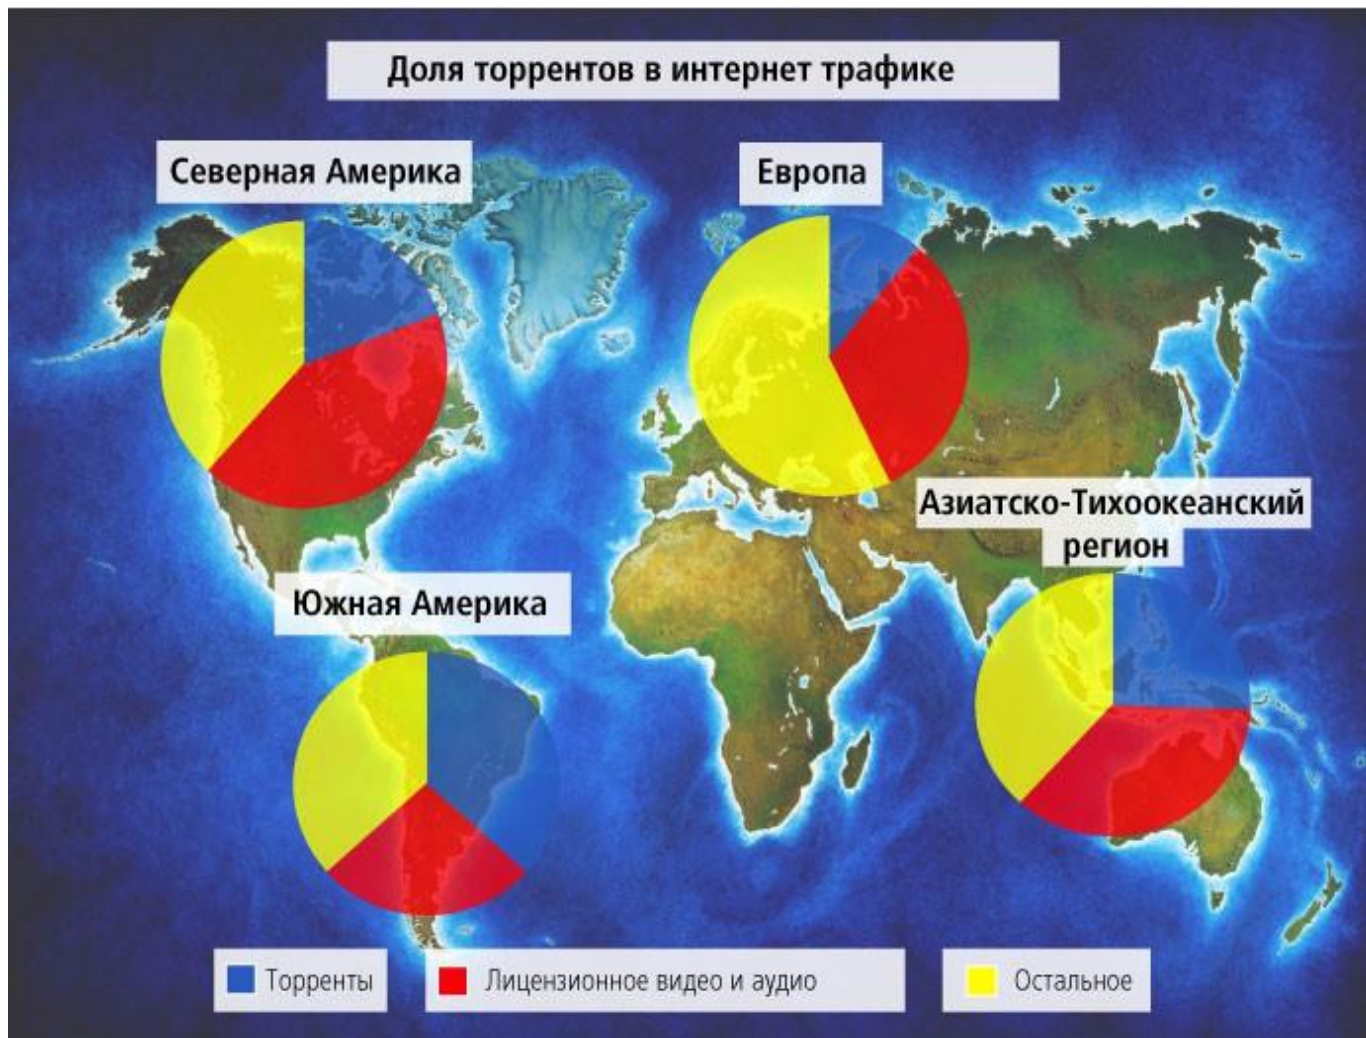 Доля торрентов в интернет трафике
Северная Америка
Европа
Азиатско-Тихоокеанский
регион
Южная Америка
Торренты
Лицензионное видео и аудио
Остальное